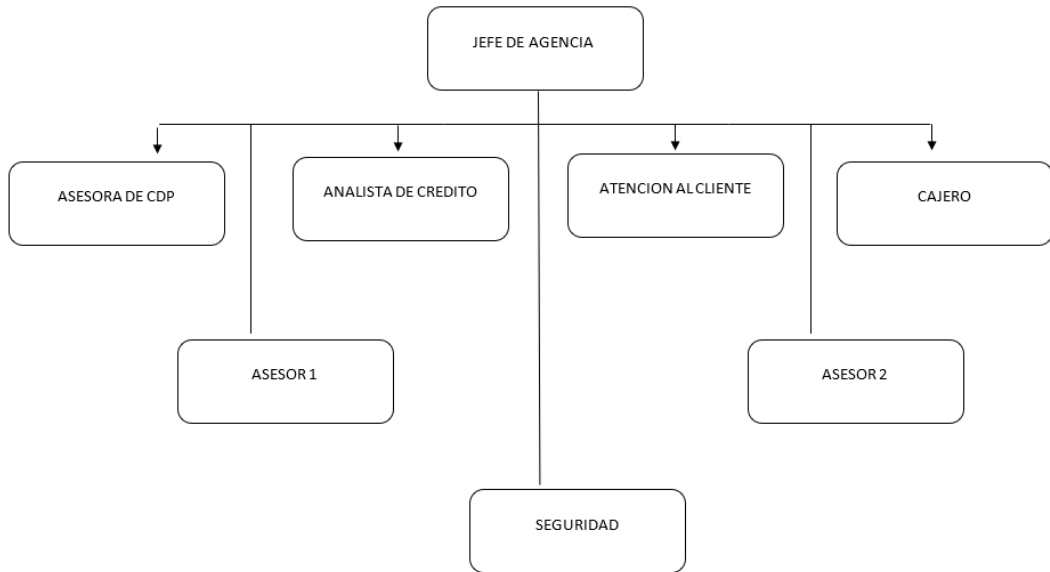 JEFE DE AGENCIA
ASESORA DE CDP
ANALISTA DE CREDITO
ATENCION AL CLIENTE
CAJERO
ASESOR 1
ASESOR 2
SEGURIDAD